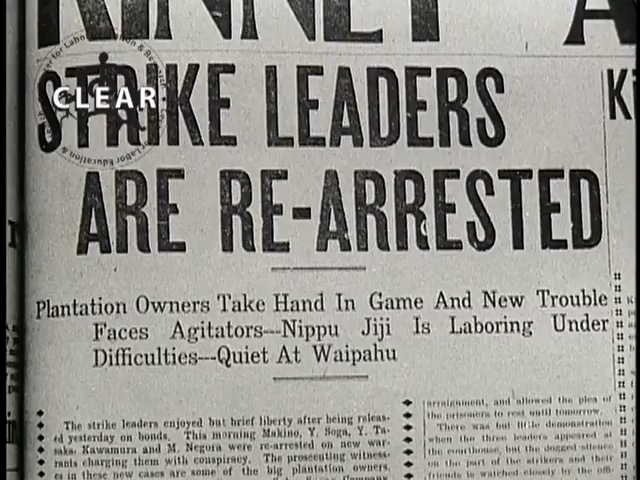 KINNEY A
CLEAR
STRIKE LEADERS
ARE RE-ARRESTED
Plantation Owners Take Hand In Game And New Trouble
Faces Agitators---Nippu Jiji Is Laboring Under
Difficulties---Quiet At Waipahu
The strike leaders enjoyed but brief liberty after being releas-
ed yesterday on bonds. This morning Makino, Y. Soga, Y. Ta-
saka, Kawamura and M. Negora were re-arrested on new war-
rants charging them with conspiracy. The prosecuting witness-
es in these new cases are some of the big plantation owners,
arraignment, and allowed the plea of
the prisoners to rest until tomorrow.
There was but little demonstration
when the three leaders appeared at
the courthouse, but the dogged silence
on the part of the strikers and their
friends is watched closely by the